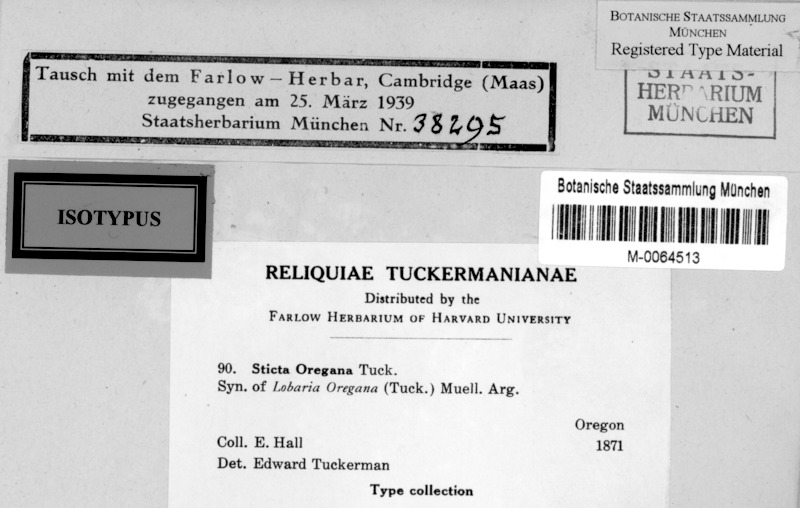 BOTANISCHE STAATSSAMMLUNG
MÜNCHEN
Registered Type Material
STAATS-
HERBARIUM
MÜNCHEN
Tausch mit dem Farlow – Herbar, Cambridge (Maas)
zugegangen am 25. März 1939
Staatsherbarium München Nr. 38295
ISOTYPUS
Botanische Staatssammlung München
M-0064513
RELIQUIAE TUCKERMANIANAE
Distributed by the
FARLOW HERBARIUM OF HARVARD UNIVERSITY
90. Sticta Oregana Tuck.
Syn. of Lobaria Oregana (Tuck.) Muell. Arg.
Oregon
Coll. E. Hall 1871
Det. Edward Tuckerman
Type collection